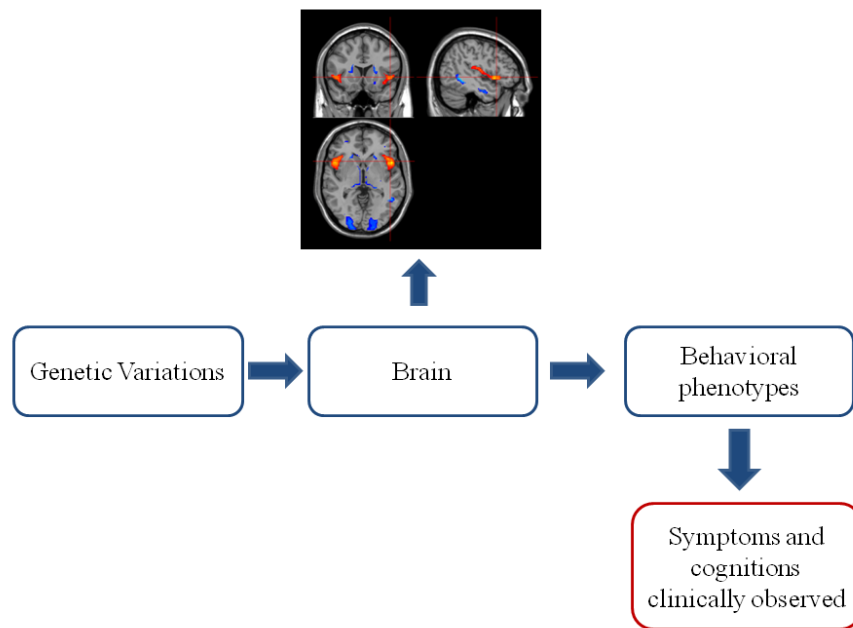 Genetic Variations
Brain
Behavioral
phenotypes
Symptoms and
cognitions
clinically observed